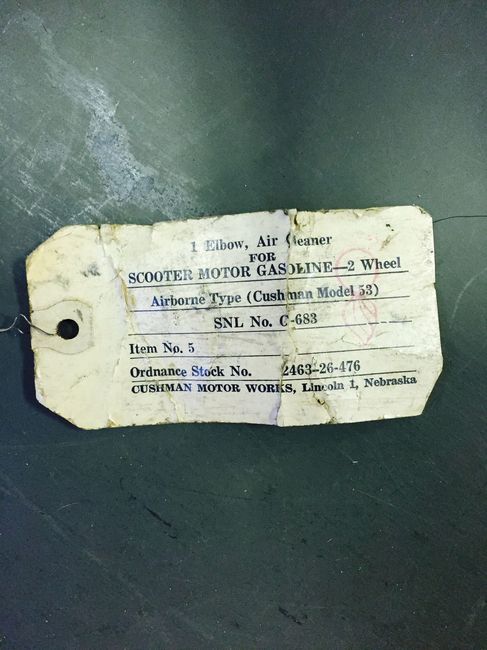 1 Elbow, Air Cleaner
FOR
SCOOTER MOTOR GASOLINE—2 Wheel
Airborne Type (Cushman Model 53)
SNL No. C-683
Item No. 5
Ordnance Stock No. 2463-26-476
CUSHMAN MOTOR WORKS, Lincoln 1, Nebraska